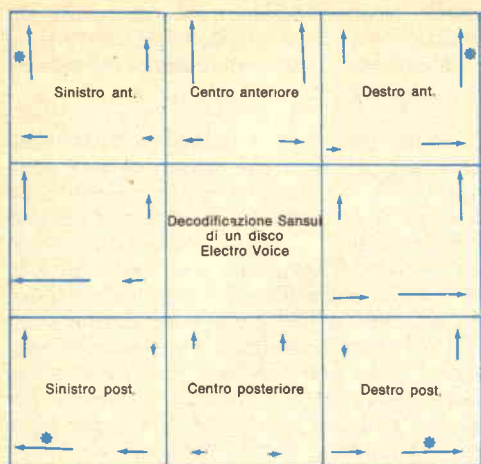 Sinistro ant.
Centro anteriore
Destro ant.
Decodificazione Sansui
di un disco
Electro Voice
Sinistro post.
Centro posteriore
Destro post.